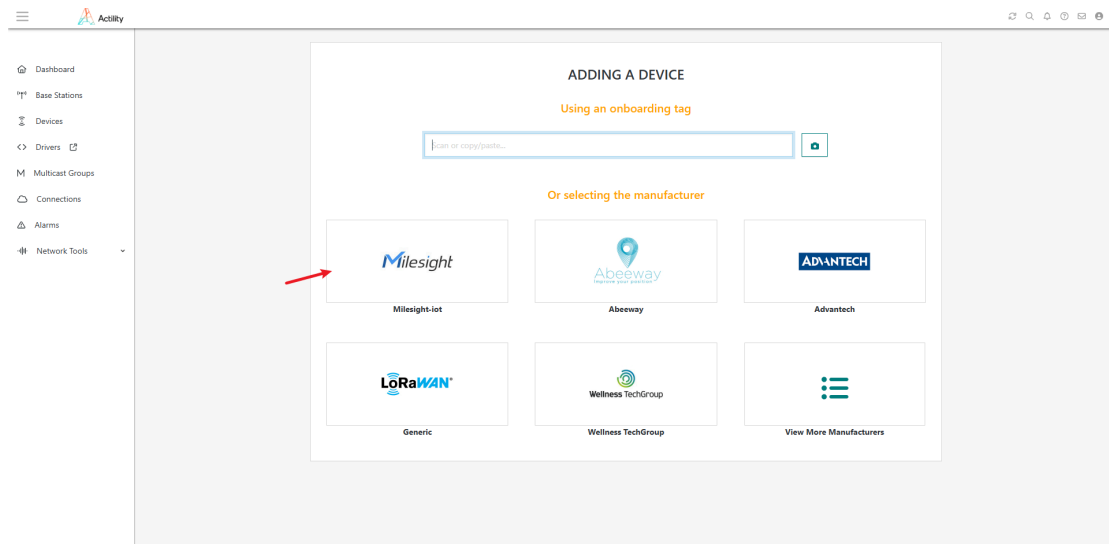 Actility
Dashboard
Base Stations
Devices
Drivers
Multicast Groups
Connections
Alarms
Network Tools
ADDING A DEVICE
Using an onboarding tag
Scan or copy/paste...
Or selecting the manufacturer
Milesight
Abeeway
Improve your position
ADVANTECH
Milesight-iot
Abeeway
Advantech
LoRaWAN
Wellness TechGroup
Generic
Wellness TechGroup
View More Manufacturers